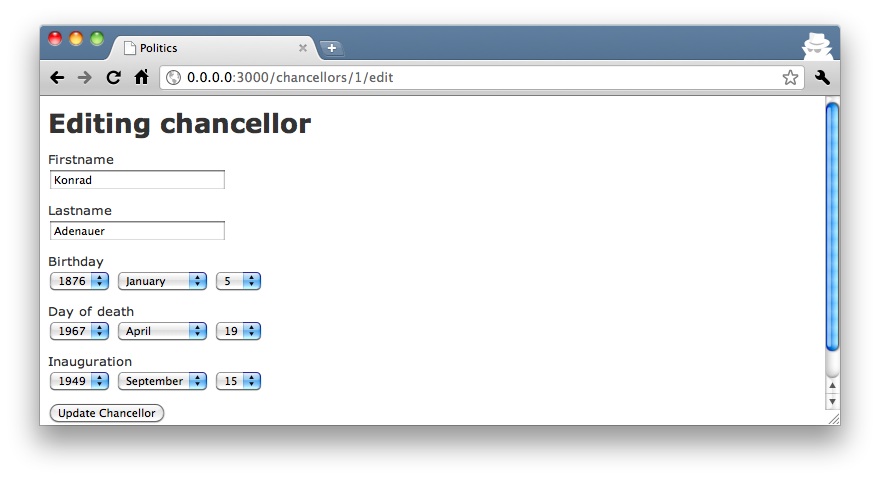 Politics
0.0.0.0:3000/chancellors/1/edit
Editing chancellor
Firstname
Konrad
Lastname
Adenauer
Birthday
1876 January 5
Day of death
1967 April 19
Inauguration
1949 September 15
Update Chancellor